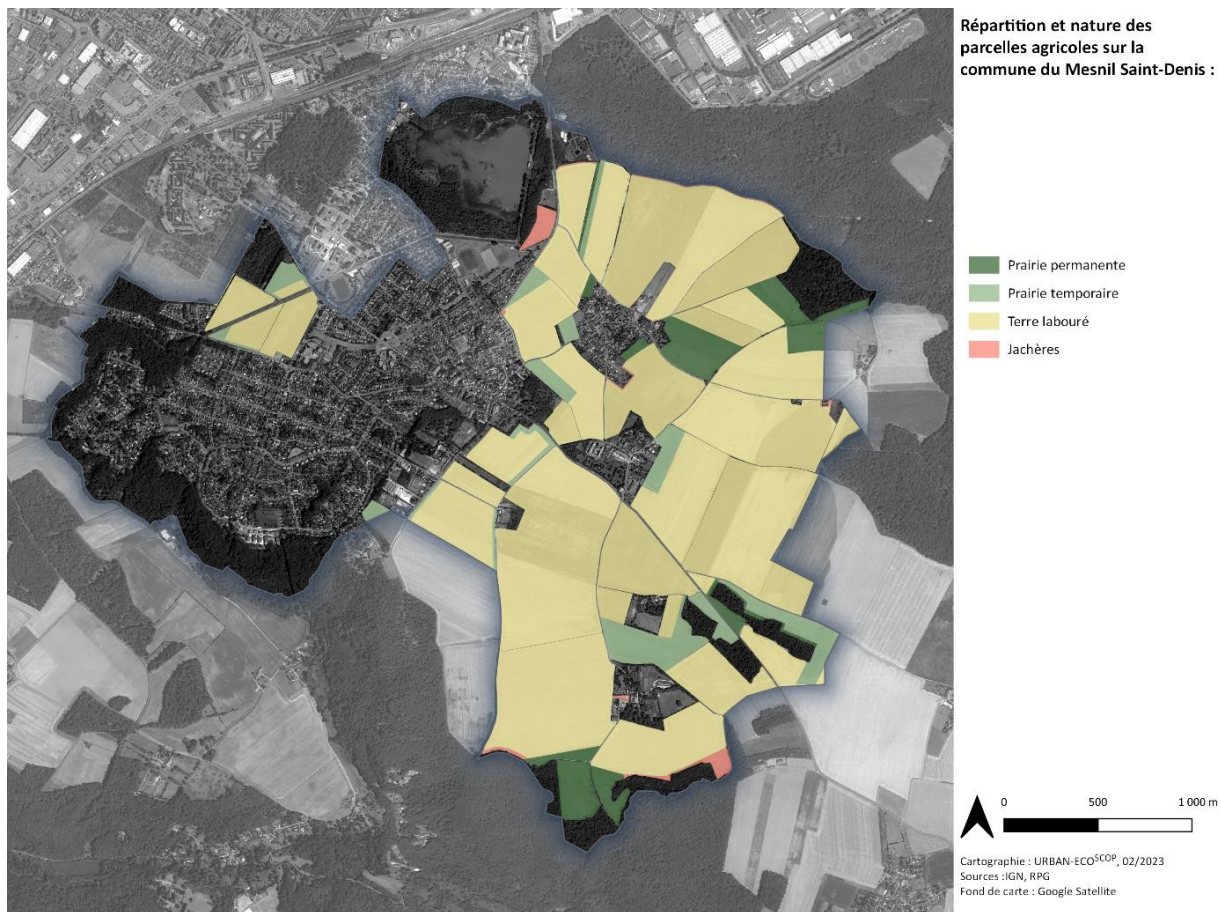 Répartition et nature des
parcelles agricoles sur la
commune du Mesnil Saint-Denis :
Prairie permanente
Prairie temporaire
Terre labouré
Jachères
0 500 1 000 m
Cartographie : URBAN-ECOSCOP, 02/2023
Sources :IGN, RPG
Fond de carte : Google Satellite